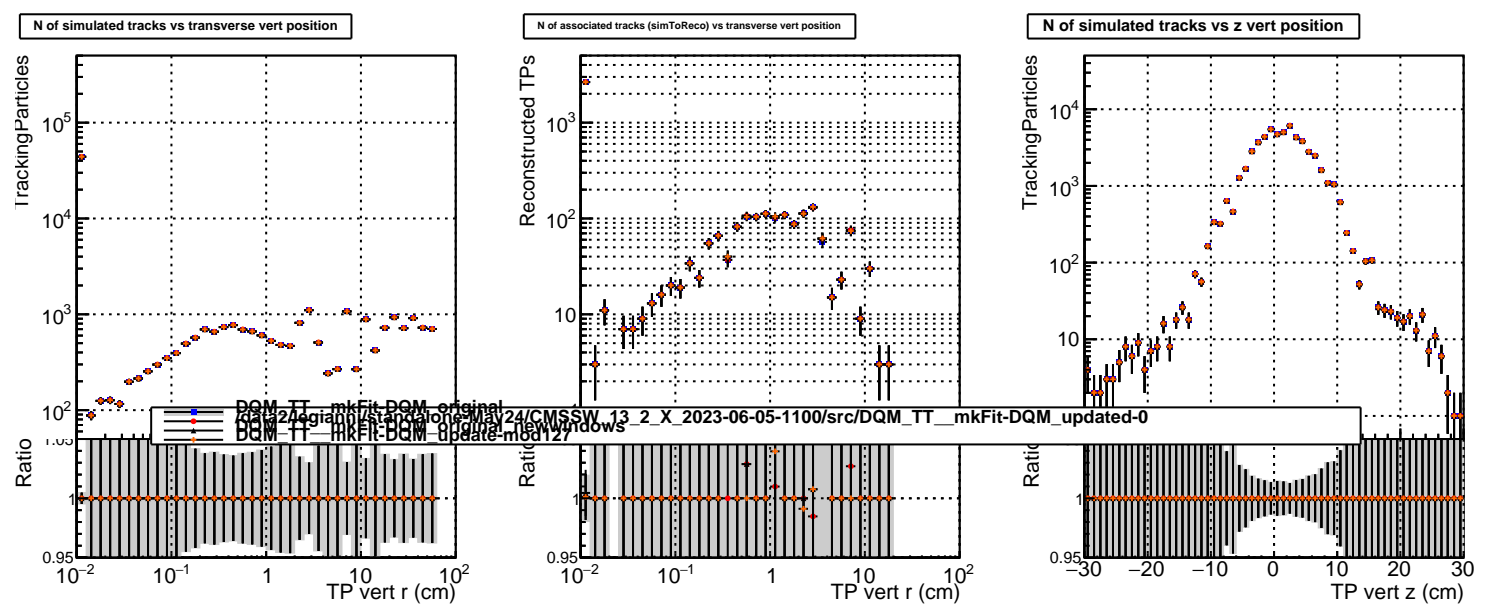 N of simulated tracks vs transverse vert position
TrackingParticles
10^5
10^4
10^3
10^2
Ratio
1.05
1
0.95
10^−2 10^−1 1 10 10^2
TP vert r (cm)
N of associated tracks (simToReco) vs transverse vert position
Reconstructed TPs
10^3
10^2
10
Ratio
1
0.95
10^−2 10^−1 1 10 10^2
TP vert r (cm)
N of simulated tracks vs z vert position
TrackingParticles
10^4
10^3
10^2
10
Ratio
1
0.95
−30 −20 −10 0 10 20 30
TP vert z (cm)
DQM_TT__mkFit-DQM_original
/standalone-May24/CMSSW_13_2_X_2023-06-05-1100/src/DQM_TT__mkFit-DQM_updated-0
DQM_TT__mkFit-DQM_original_newWindows
DQM_TT__mkFit-DQM_update-mod127